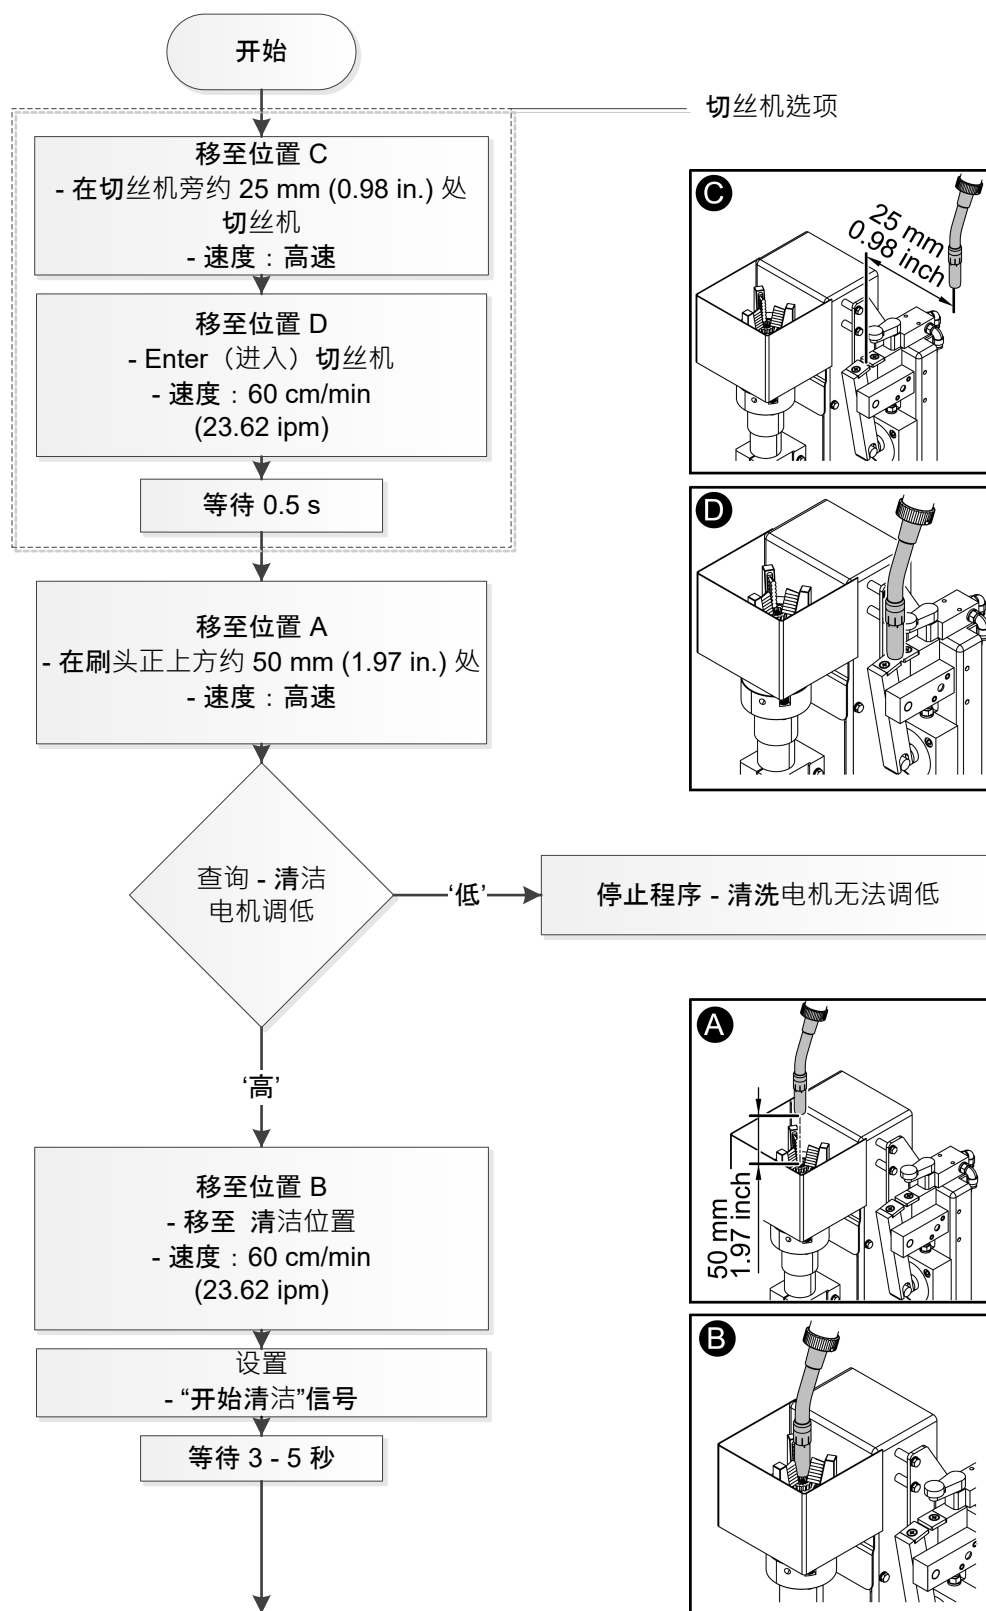 开始
切丝机选项
移至位置 C
- 在切丝机旁约 25 mm (0.98 in.) 处
切丝机
- 速度：高速
移至位置 D
- Enter（进入）切丝机
- 速度：60 cm/min
(23.62 ipm)
等待 0.5 s
C
25 mm
0.98 inch
D
移至位置 A
- 在刷头正上方约 50 mm (1.97 in.) 处
- 速度：高速
查询 - 清洁
电机调低
‘低’
停止程序 - 清洗电机无法调低
‘高’
A
50 mm
1.97 inch
移至位置 B
- 移至 清洁位置
- 速度：60 cm/min
(23.62 ipm)
设置
- “开始清洁”信号
等待 3 - 5 秒
B